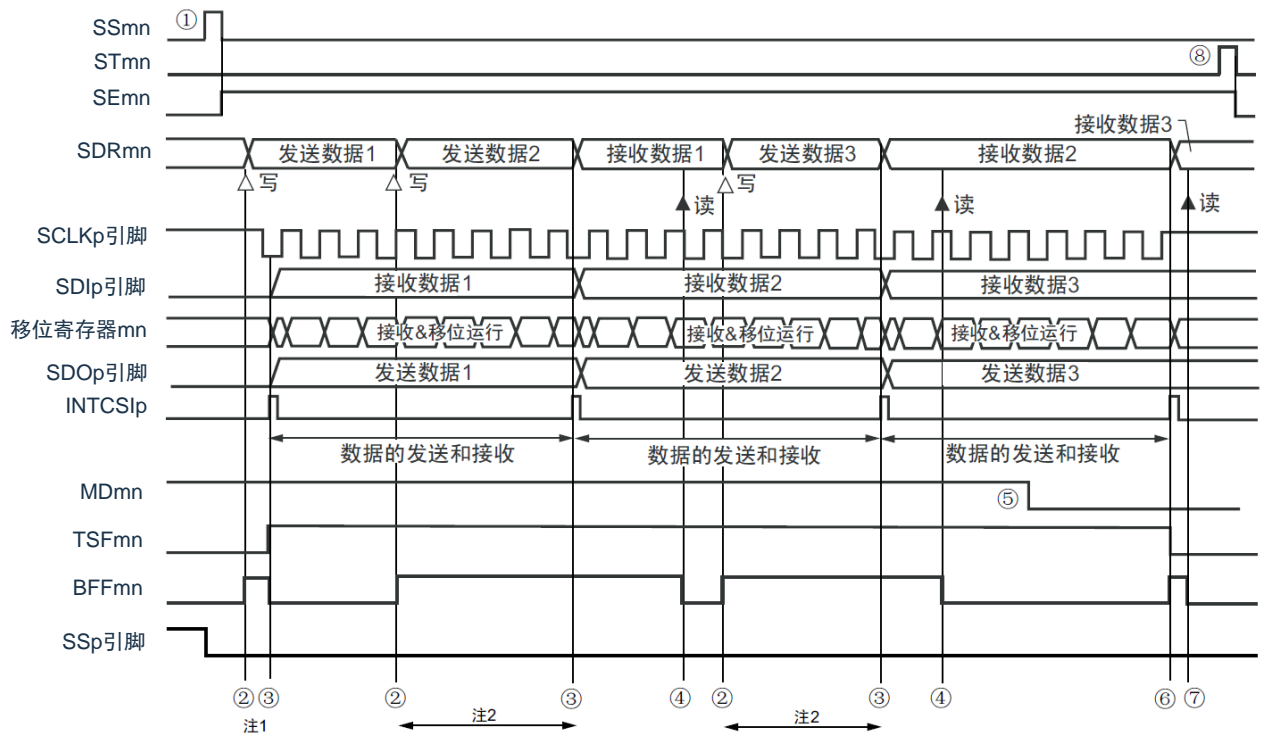 SSmn ①
STmn ⑧
SEmn
接收数据3
SDRmn 发送数据1 发送数据2 接收数据1 发送数据3 接收数据2
写 写 写
读 读 读
SCLKp引脚
SDIp引脚 接收数据1 接收数据2 接收数据3
移位寄存器mn 接收&移位运行 接收&移位运行 接收&移位运行
SDOp引脚 发送数据1 发送数据2 发送数据3
INTCSIp
数据的发送和接收 数据的发送和接收 数据的发送和接收
MDmn ⑤
TSFmn
BFFmn
SSp引脚
② ③ ② ③ ④ ② ③ ④ ⑥ ⑦
注1 注2 注2